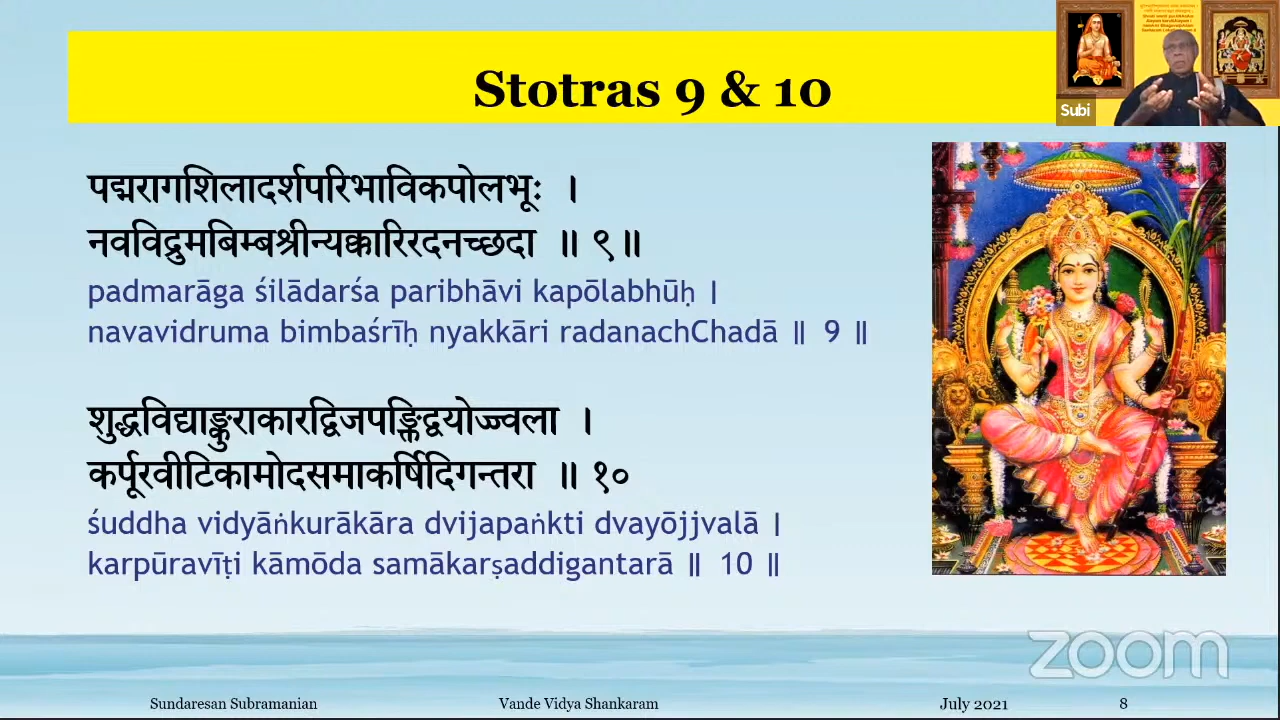 Stotras 9 & 10
Subi
पद्मरागशिलादर्शपरिभाविकपोलभूः ।
नवविद्रुमबिम्बश्रीन्यक्कारिरदनच्छदा ॥ ९॥
padmarāga śilādarśa paribhāvi kapōlabhūḥ |
navavidruma bimbaśrīḥ nyakkāri radanachChadā ॥ 9 ॥
शुद्धविद्याङ्कुराकारद्विजपङ्क्तिद्वयोज्ज्वला ।
कर्पूरवीटिकामोदसमाकर्षिदिगन्तरा ॥ १०
śuddha vidyāṅkurākāra dvijapaṅkti dvayōjjvalā |
karpūravīṭi kāmōda samākarṣaddigantarā ॥ 10 ॥
zoom
Sundaresan Subramanian
Vande Vidya Shankaram
July 2021
8